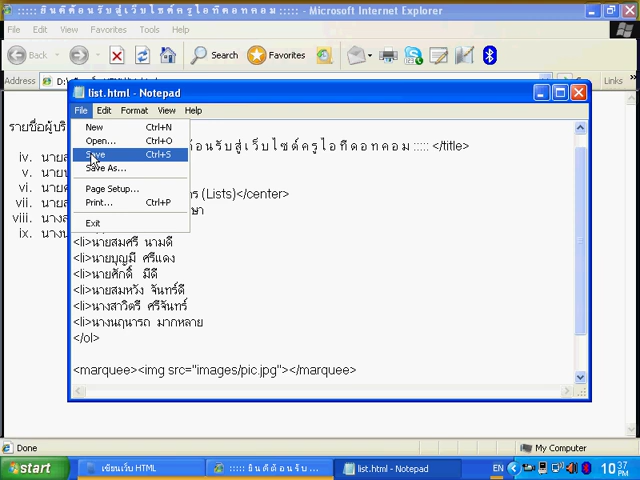 ::::: ยินดีต้อนรับสู่เว็บไซต์ครูไอทีดอทคอม ::::: - Microsoft Internet Explorer
File Edit View Favorites Tools Help
Back Search Favorites
Address D:\ Links
list.html - Notepad
File Edit Format View Help
New Ctrl+N
Open... Ctrl+O
Save Ctrl+S
Save As...
Page Setup...
Print... Ctrl+P
Exit
ต้อนรับสู่เว็บไซต์ครูไอทีดอทคอม ::::: </title>
(Lists)</center>
<li>นายสมศรี นามดี
<li>นายบุญมี ศรีแดง
<li>นายศักดิ์ มีดี
<li>นายสมหวัง จันทร์ดี
<li>นางสาวิตรี ศรีจันทร์
<li>นางนฤนารถ มากหลาย
</ol>
<marquee><img src="images/pic.jpg"></marquee>
รายชื่อผู้บริ
iv. นายส
v. นาย
vi. นาย
vii. นายส
viii. นางส
ix. นางน
Done My Computer
start เขียนเว็บ HTML ::::: ยินดีต้อนรับ... list.html - Notepad EN 10:37 PM